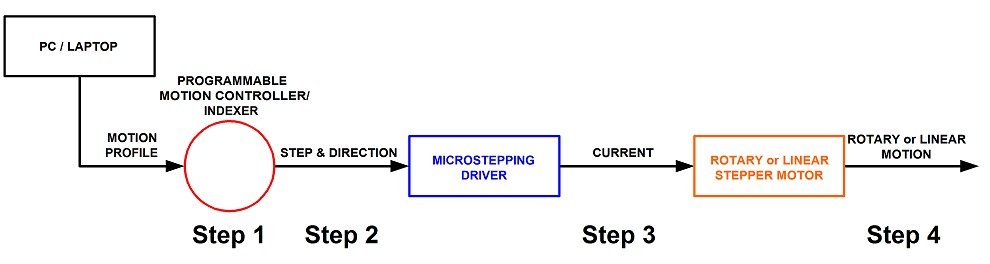 PC / LAPTOP
PROGRAMMABLE
MOTION CONTROLLER/
INDEXER
MOTION
PROFILE
STEP & DIRECTION
MICROSTEPPING
DRIVER
CURRENT
ROTARY or LINEAR
STEPPER MOTOR
ROTARY or LINEAR
MOTION
Step 1
Step 2
Step 3
Step 4